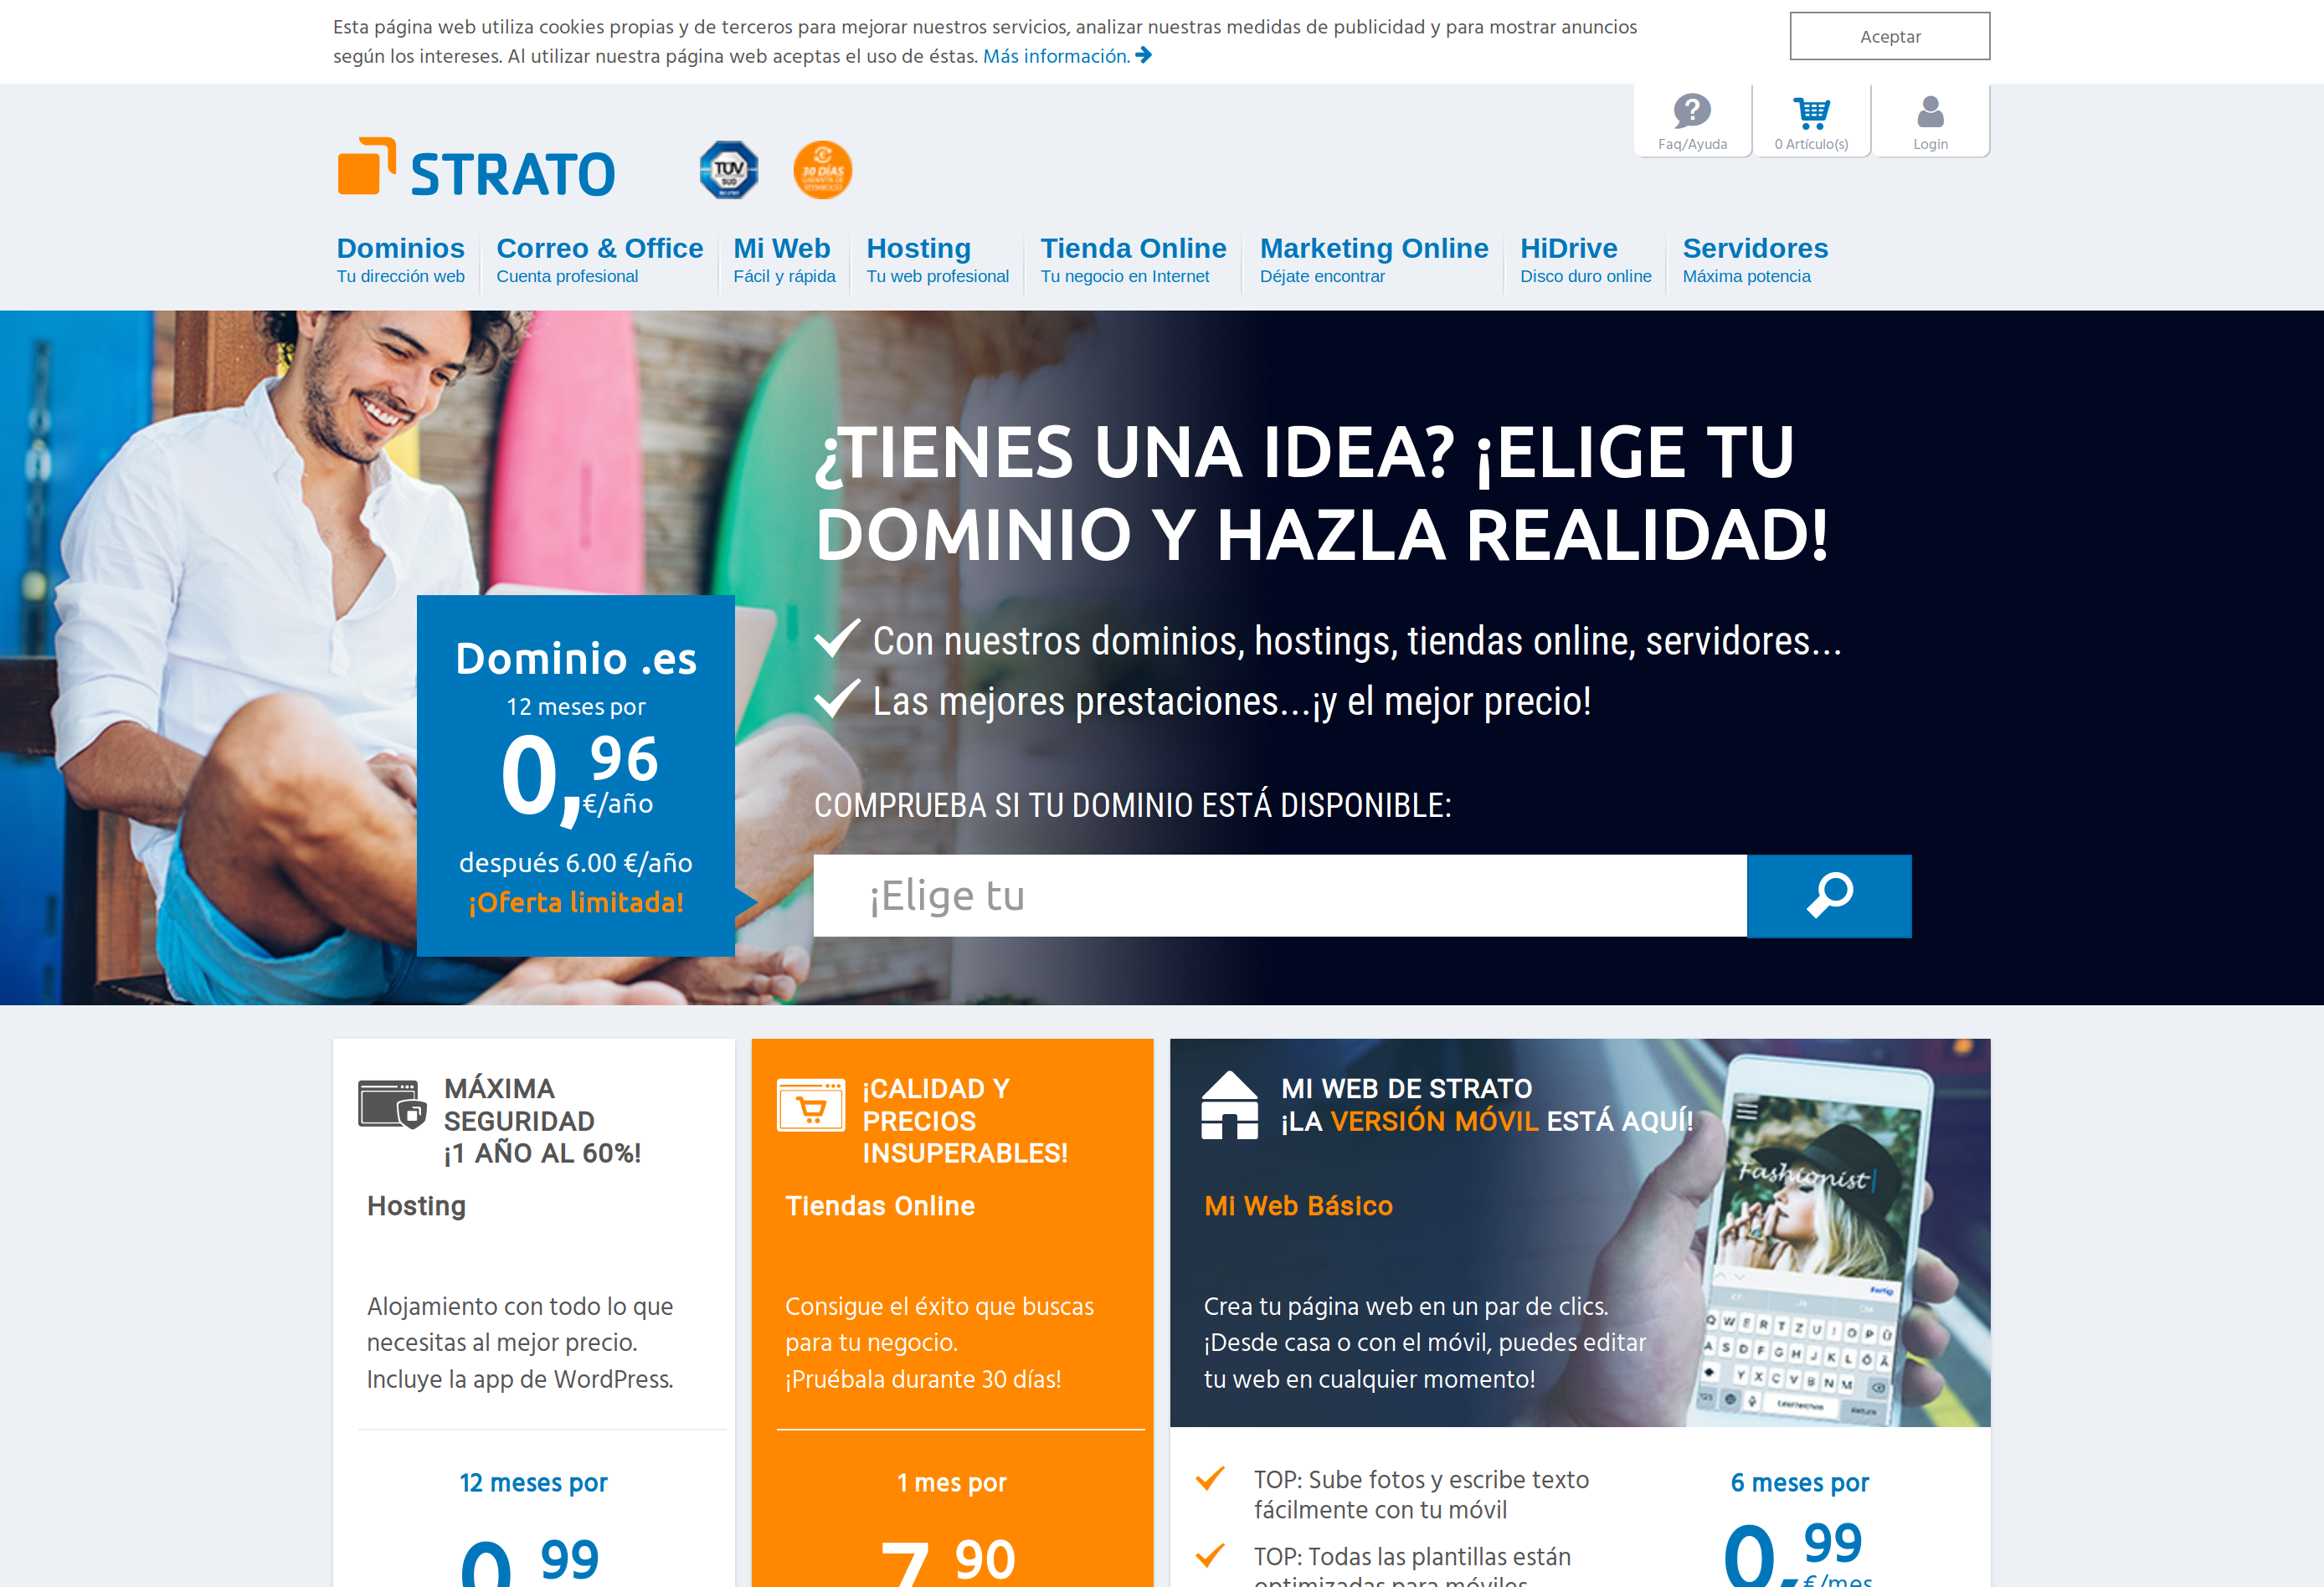 Esta página web utiliza cookies propias y de terceros para mejorar nuestros servicios, analizar nuestras medidas de publicidad y para mostrar anuncios
según los intereses. Al utilizar nuestra página web aceptas el uso de éstas. Más información.
Aceptar
Faq/Ayuda
0 Artículo(s)
Login
STRATO
TÜV
SÜD
30 DÍAS
Dominios
Tu dirección web
Correo & Office
Cuenta profesional
Mi Web
Fácil y rápida
Hosting
Tu web profesional
Tienda Online
Tu negocio en Internet
Marketing Online
Déjate encontrar
HiDrive
Disco duro online
Servidores
Máxima potencia
¿TIENES UNA IDEA? ¡ELIGE TU
DOMINIO Y HAZLA REALIDAD!
Con nuestros dominios, hostings, tiendas online, servidores...
Las mejores prestaciones...¡y el mejor precio!
Dominio .es
12 meses por
0,96
€/año
después 6.00 €/año
¡Oferta limitada!
COMPRUEBA SI TU DOMINIO ESTÁ DISPONIBLE:
¡Elige tu
MÁXIMA
SEGURIDAD
¡1 AÑO AL 60%!
Hosting
Alojamiento con todo lo que
necesitas al mejor precio.
Incluye la app de WordPress.
12 meses por
0 99
¡CALIDAD Y
PRECIOS
INSUPERABLES!
Tiendas Online
Consigue el éxito que buscas
para tu negocio.
¡Pruébala durante 30 días!
1 mes por
7 90
MI WEB DE STRATO
¡LA VERSIÓN MÓVIL ESTÁ AQUÍ!
Mi Web Básico
Crea tu página web en un par de clics.
¡Desde casa o con el móvil, puedes editar
tu web en cualquier momento!
Fashionist
Fertig
Q W E R T Z U I O P Ü
A S D F G H J K L Ö Ä
Y X C V B N M
123
Leerzeichen
Return
TOP: Sube fotos y escribe texto
fácilmente con tu móvil
TOP: Todas las plantillas están
optimizadas para móviles
6 meses por
0,99
€/mes